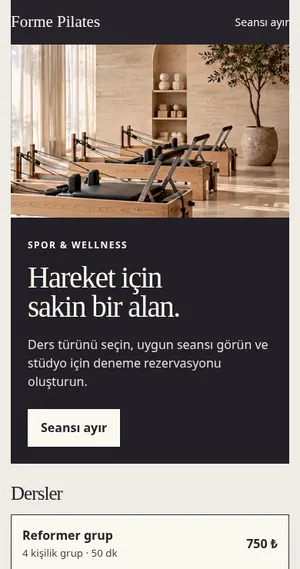 Forme Pilates
Seansı ayır
SPOR & WELLNESS
Hareket için
sakin bir alan.
Ders türünü seçin, uygun seansı görün ve
stüdyo için deneme rezervasyonu
oluşturun.
Seansı ayır
Dersler
Reformer grup
4 kişilik grup · 50 dk
750 ₺